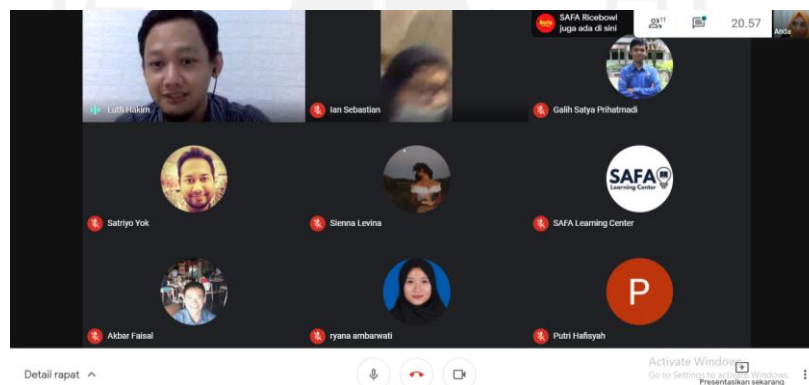 SAFA Ricebowl
juga ada di sini
11
20.57
Anda
Lutfi Hakim
Ian Sebastian
Galih Satya Prihatmadi
SAFA
Learning Center
Satriyo Yok
Sienna Levina
SAFA Learning Center
P
Akbar Faisal
ryana ambarwati
Putri Hafisyah
Detail rapat
Activate Windows
Go to Settings to activate Windows.
Presentasikan sekarang